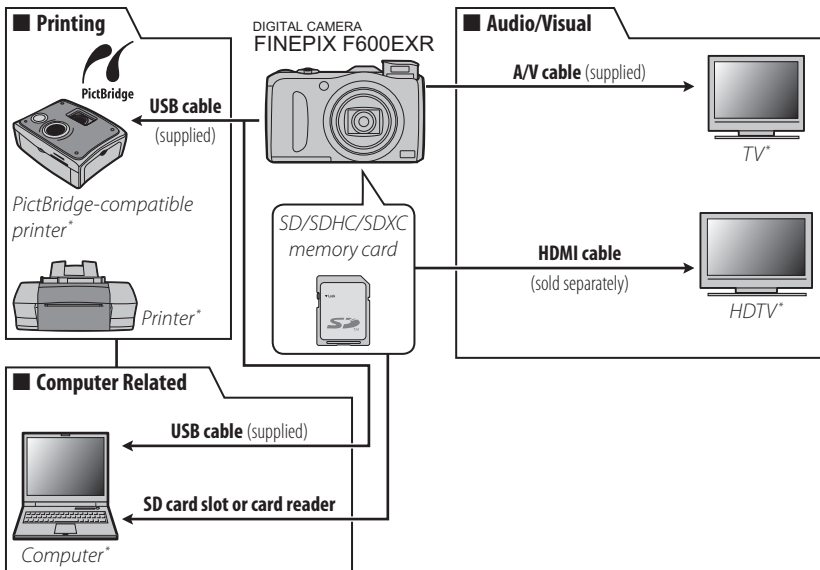 ■ Printing
PictBridge
USB cable
(supplied)
PictBridge-compatible
printer*
Printer*
DIGITAL CAMERA
FINEPIX F600EXR
SD/SDHC/SDXC
memory card
Lock
SD
■ Audio/Visual
A/V cable (supplied)
TV*
HDMI cable
(sold separately)
HDTV*
■ Computer Related
USB cable (supplied)
SD card slot or card reader
Computer*